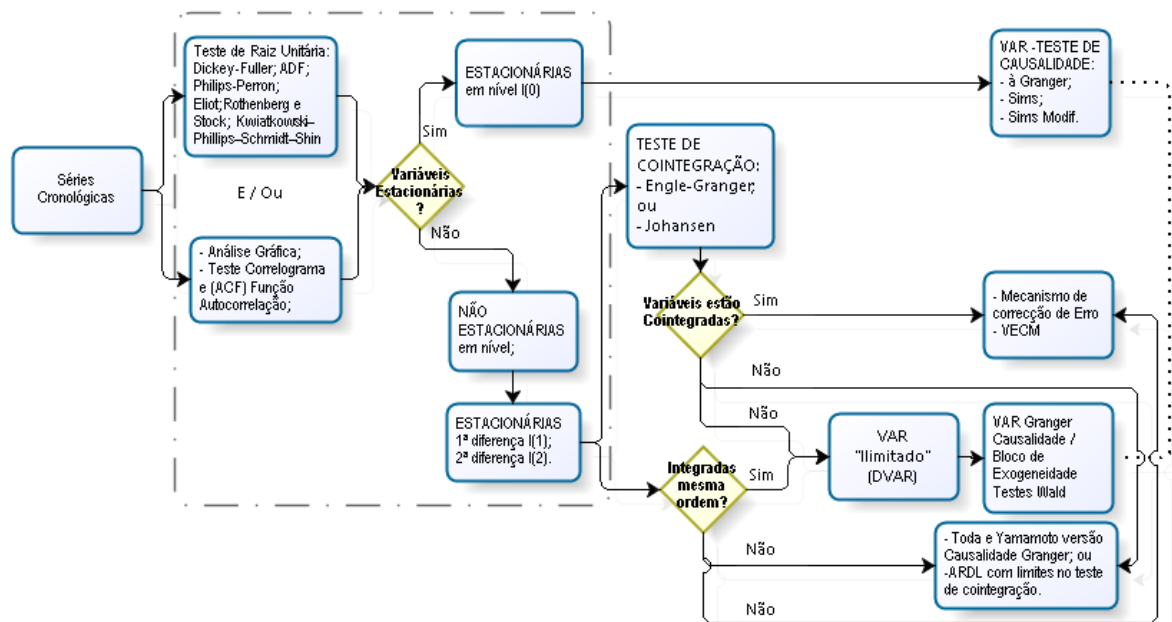 Séries
Cronológicas
Teste de Raiz Unitária:
Dickey-Fuller; ADF;
Philips-Perron;
Eliot;Rothenberg e
Stock; Kwiatkowski–
Phillips–Schmidt–Shin
E / Ou
- Análise Gráfica;
- Teste Correlograma
e (ACF) Função
Autocorrelação;
Variáveis
Estacionárias
?
Sim
Não
ESTACIONÁRIAS
em nível I(0)
NÃO
ESTACIONÁRIAS
em nível;
ESTACIONÁRIAS
1ª diferença I(1);
2ª diferença I(2).
TESTE DE
COINTEGRAÇÃO:
- Engle-Granger;
ou
- Johansen
Variáveis estão
Cointegradas?
Sim
Não
Não
Integradas
mesma
ordem?
Sim
Não
Não
VAR -TESTE DE
CAUSALIDADE:
- à Granger;
- Sims;
- Sims Modif.
- Mecanismo de
correcção de Erro
- VECM
VAR
"Ilimitado"
(DVAR)
VAR Granger
Causalidade /
Bloco de
Exogeneidade
Testes Wald
- Toda e Yamamoto versão
Causalidade Granger; ou
-ARDL com limites no teste
de cointegração.